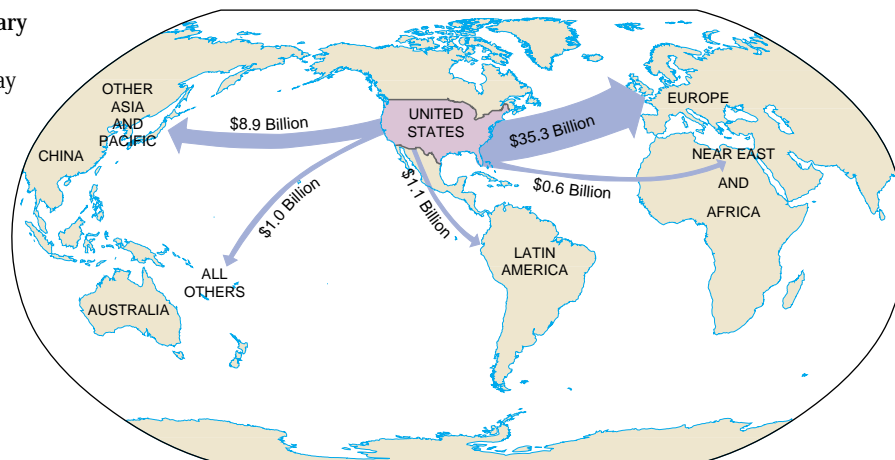 ary
ay
OTHER
ASIA
AND
PACIFIC
CHINA
$8.9 Billion
UNITED
STATES
$35.3 Billion
EUROPE
NEAR EAST
AND
AFRICA
$0.6 Billion
$1.0 Billion
$1.1 Billion
ALL
OTHERS
LATIN
AMERICA
AUSTRALIA